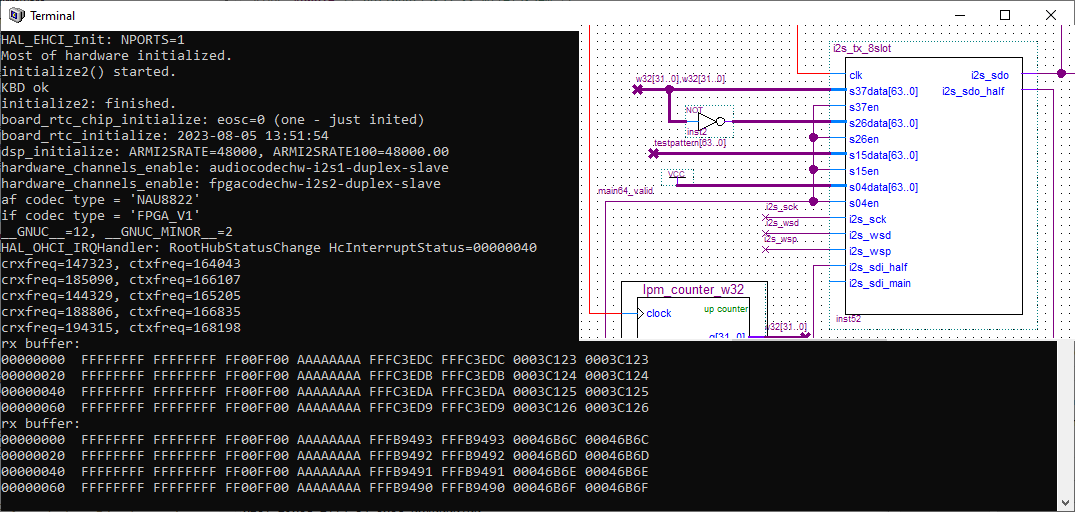 Terminal
HAL_EHCI_Init: NPORTS=1
Most of hardware initialized.
initialize2() started.
KBD ok
initialize2: finished.
board_rtc_chip_initialize: eosc=0 (one - just inited)
board_rtc_initialize: 2023-08-05 13:51:54
dsp_initialize: ARMI2SRATE=48000, ARMI2SRATE100=48000.00
hardware_channels_enable: audiocodechw-i2s1-duplex-slave
hardware_channels_enable: fpgacodechw-i2s2-duplex-slave
af codec type = 'NAU8822'
if codec type = 'FPGA_V1'
__GNUC__=12, __GNUC_MINOR__=2
HAL_OHCI_IRQHandler: RootHubStatusChange HcInterruptStatus=00000040
crxfreq=147323, ctxfreq=164043
crxfreq=185090, ctxfreq=166107
crxfreq=144329, ctxfreq=165205
crxfreq=188806, ctxfreq=166835
crxfreq=194315, ctxfreq=168198
rx buffer:
00000000  FFFFFFFF FFFFFFFF FF00FF00 AAAAAAAA FFFC3EDC FFFC3EDC 0003C123 0003C123
00000020  FFFFFFFF FFFFFFFF FF00FF00 AAAAAAAA FFFC3EDB FFFC3EDB 0003C124 0003C124
00000040  FFFFFFFF FFFFFFFF FF00FF00 AAAAAAAA FFFC3EDA FFFC3EDA 0003C125 0003C125
00000060  FFFFFFFF FFFFFFFF FF00FF00 AAAAAAAA FFFC3ED9 FFFC3ED9 0003C126 0003C126
rx buffer:
00000000  FFFFFFFF FFFFFFFF FF00FF00 AAAAAAAA FFFB9493 FFFB9493 00046B6C 00046B6C
00000020  FFFFFFFF FFFFFFFF FF00FF00 AAAAAAAA FFFB9492 FFFB9492 00046B6D 00046B6D
00000040  FFFFFFFF FFFFFFFF FF00FF00 AAAAAAAA FFFB9491 FFFB9491 00046B6E 00046B6E
00000060  FFFFFFFF FFFFFFFF FF00FF00 AAAAAAAA FFFB9490 FFFB9490 00046B6F 00046B6F
i2s_tx_8slot
clk
i2s_sdo
w32[31..0],w32[31..0]
s37data[63..0]
i2s_sdo_half
s37en
NOT
inst2
s26data[63..0]
s26en
testpattern[63..0]
s15data[63..0]
s15en
VCC
s04data[63..0]
main64_valid
s04en
i2s_sck
i2s_sck
i2s_wsd
i2s_wsd
i2s_wsp
i2s_wsp
i2s_sdi_half
i2s_sdi_main
inst52
lpm_counter_w32
up counter
clock
q[31..0]
w32[31..0]